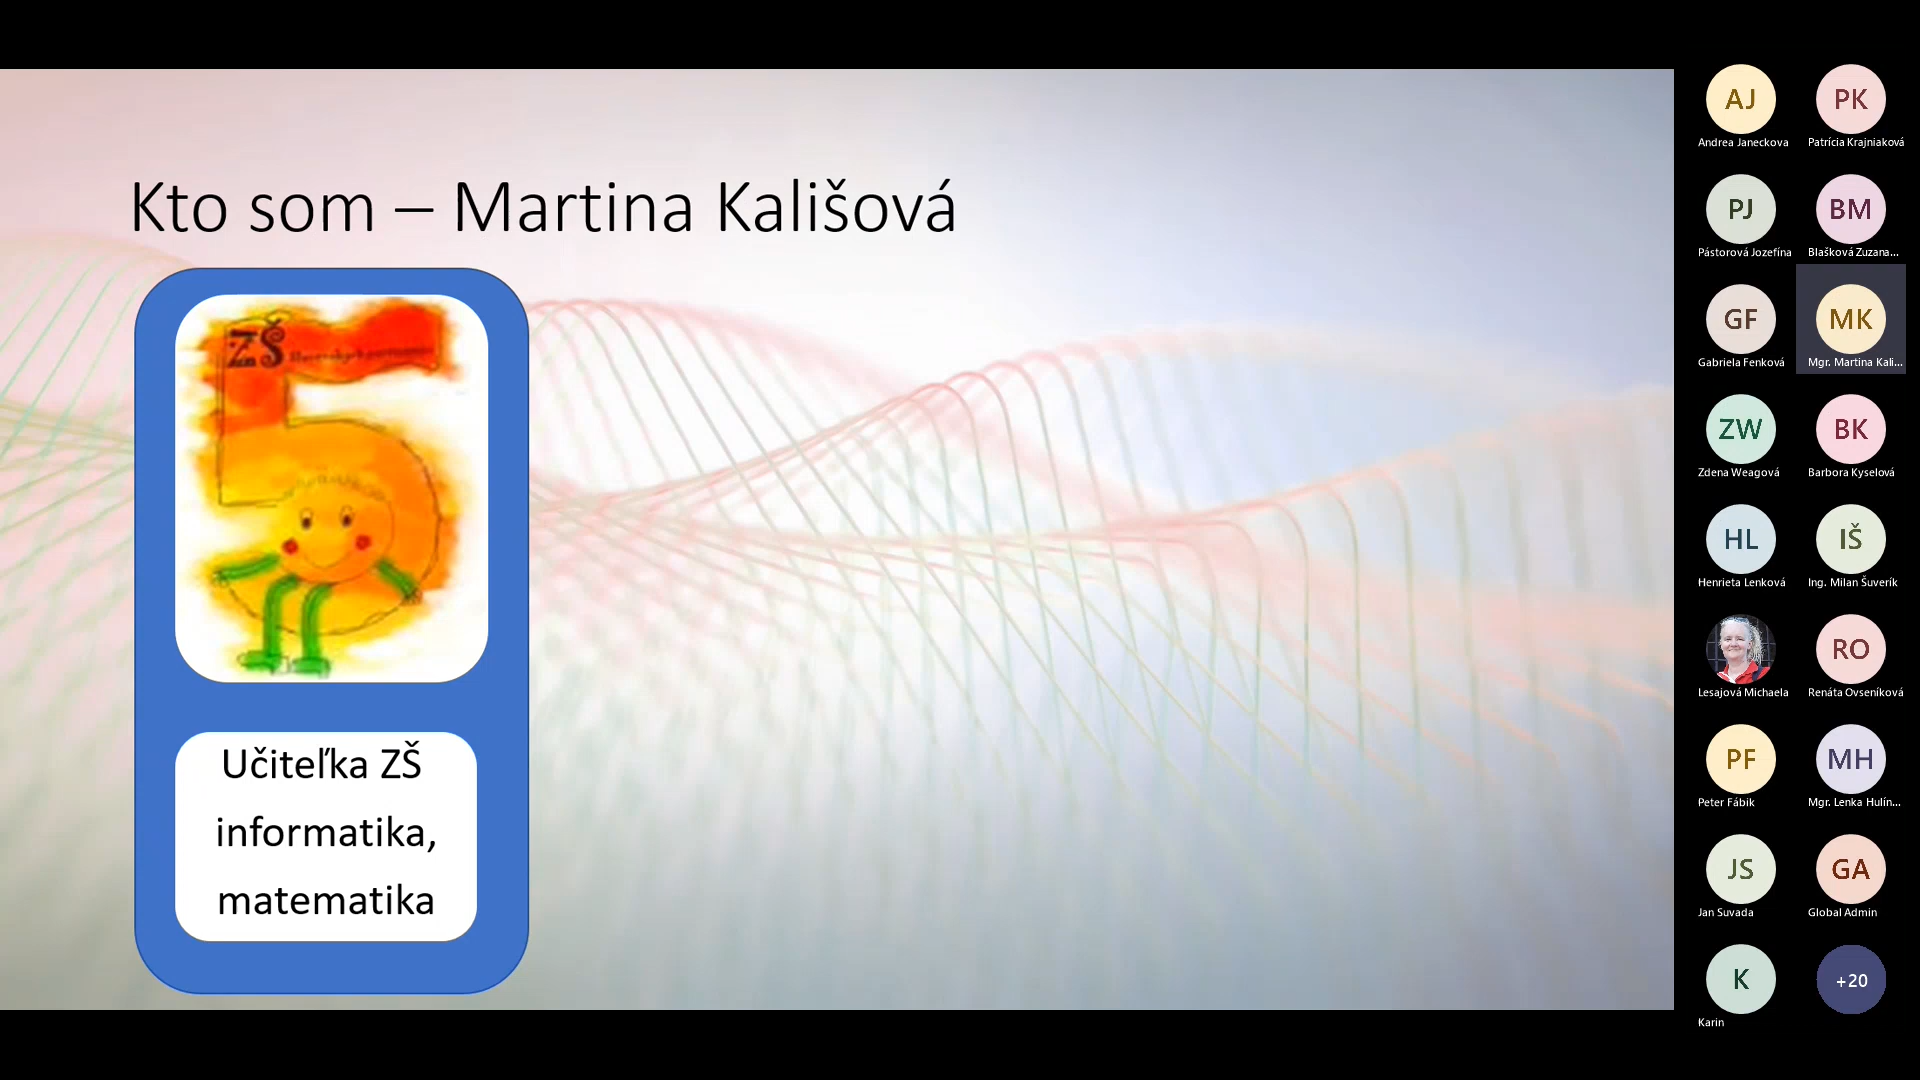 Kto som – Martina Kališová
ZŠ
Učiteľka ZŠ
informatika,
matematika
AJ
Andrea Janeckova
PK
Patrícia Krajniaková
PJ
Pástorová Jozefína
BM
Blašková Zuzana...
GF
Gabriela Fenková
MK
Mgr. Martina Kali...
ZW
Zdena Weagová
BK
Barbora Kyselová
HL
Henrieta Lenková
IŠ
Ing. Milan Šuverík
Lesajová Michaela
RO
Renáta Ovseníková
PF
Peter Fábik
MH
Mgr. Lenka Hulín...
JS
Jan Suvada
GA
Global Admin
K
Karin
+20